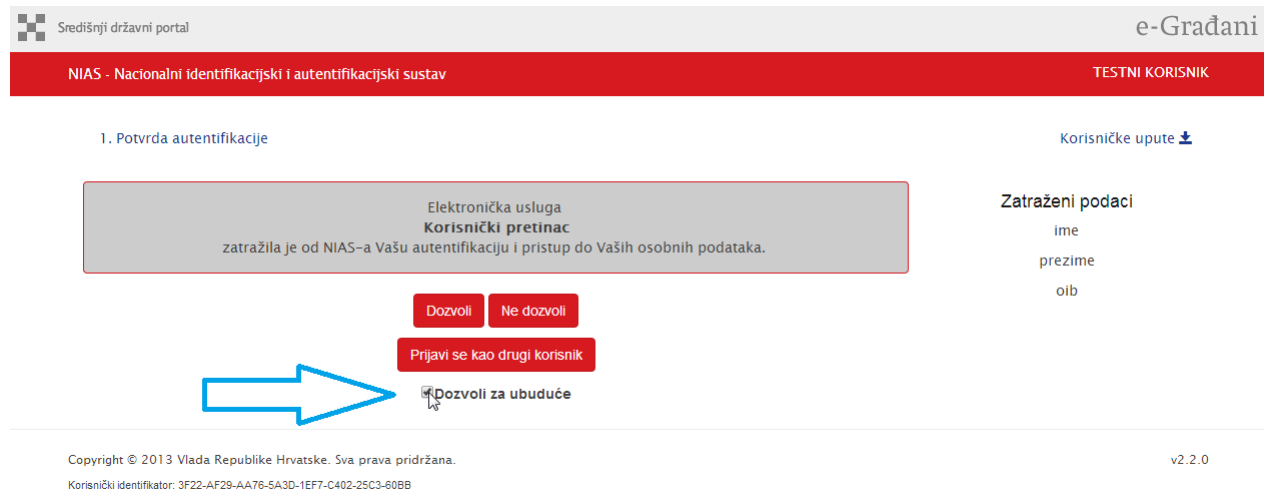 Središnji državni portal
e-Građani
NIAS - Nacionalni identifikacijski i autentifikacijski sustav
TESTNI KORISNIK
1. Potvrda autentifikacije
Korisničke upute
Elektronička usluga
Korisnički pretinac
zatražila je od NIAS-a Vašu autentifikaciju i pristup do Vaših osobnih podataka.
Zatraženi podaci
ime
prezime
oib
Dozvoli
Ne dozvoli
Prijavi se kao drugi korisnik
Dozvoli za ubuduće
Copyright © 2013 Vlada Republike Hrvatske. Sva prava pridržana.
v2.2.0
Korisnički identifikator: 3F22-AF29-AA76-5A3D-1EF7-C402-25C3-60BB